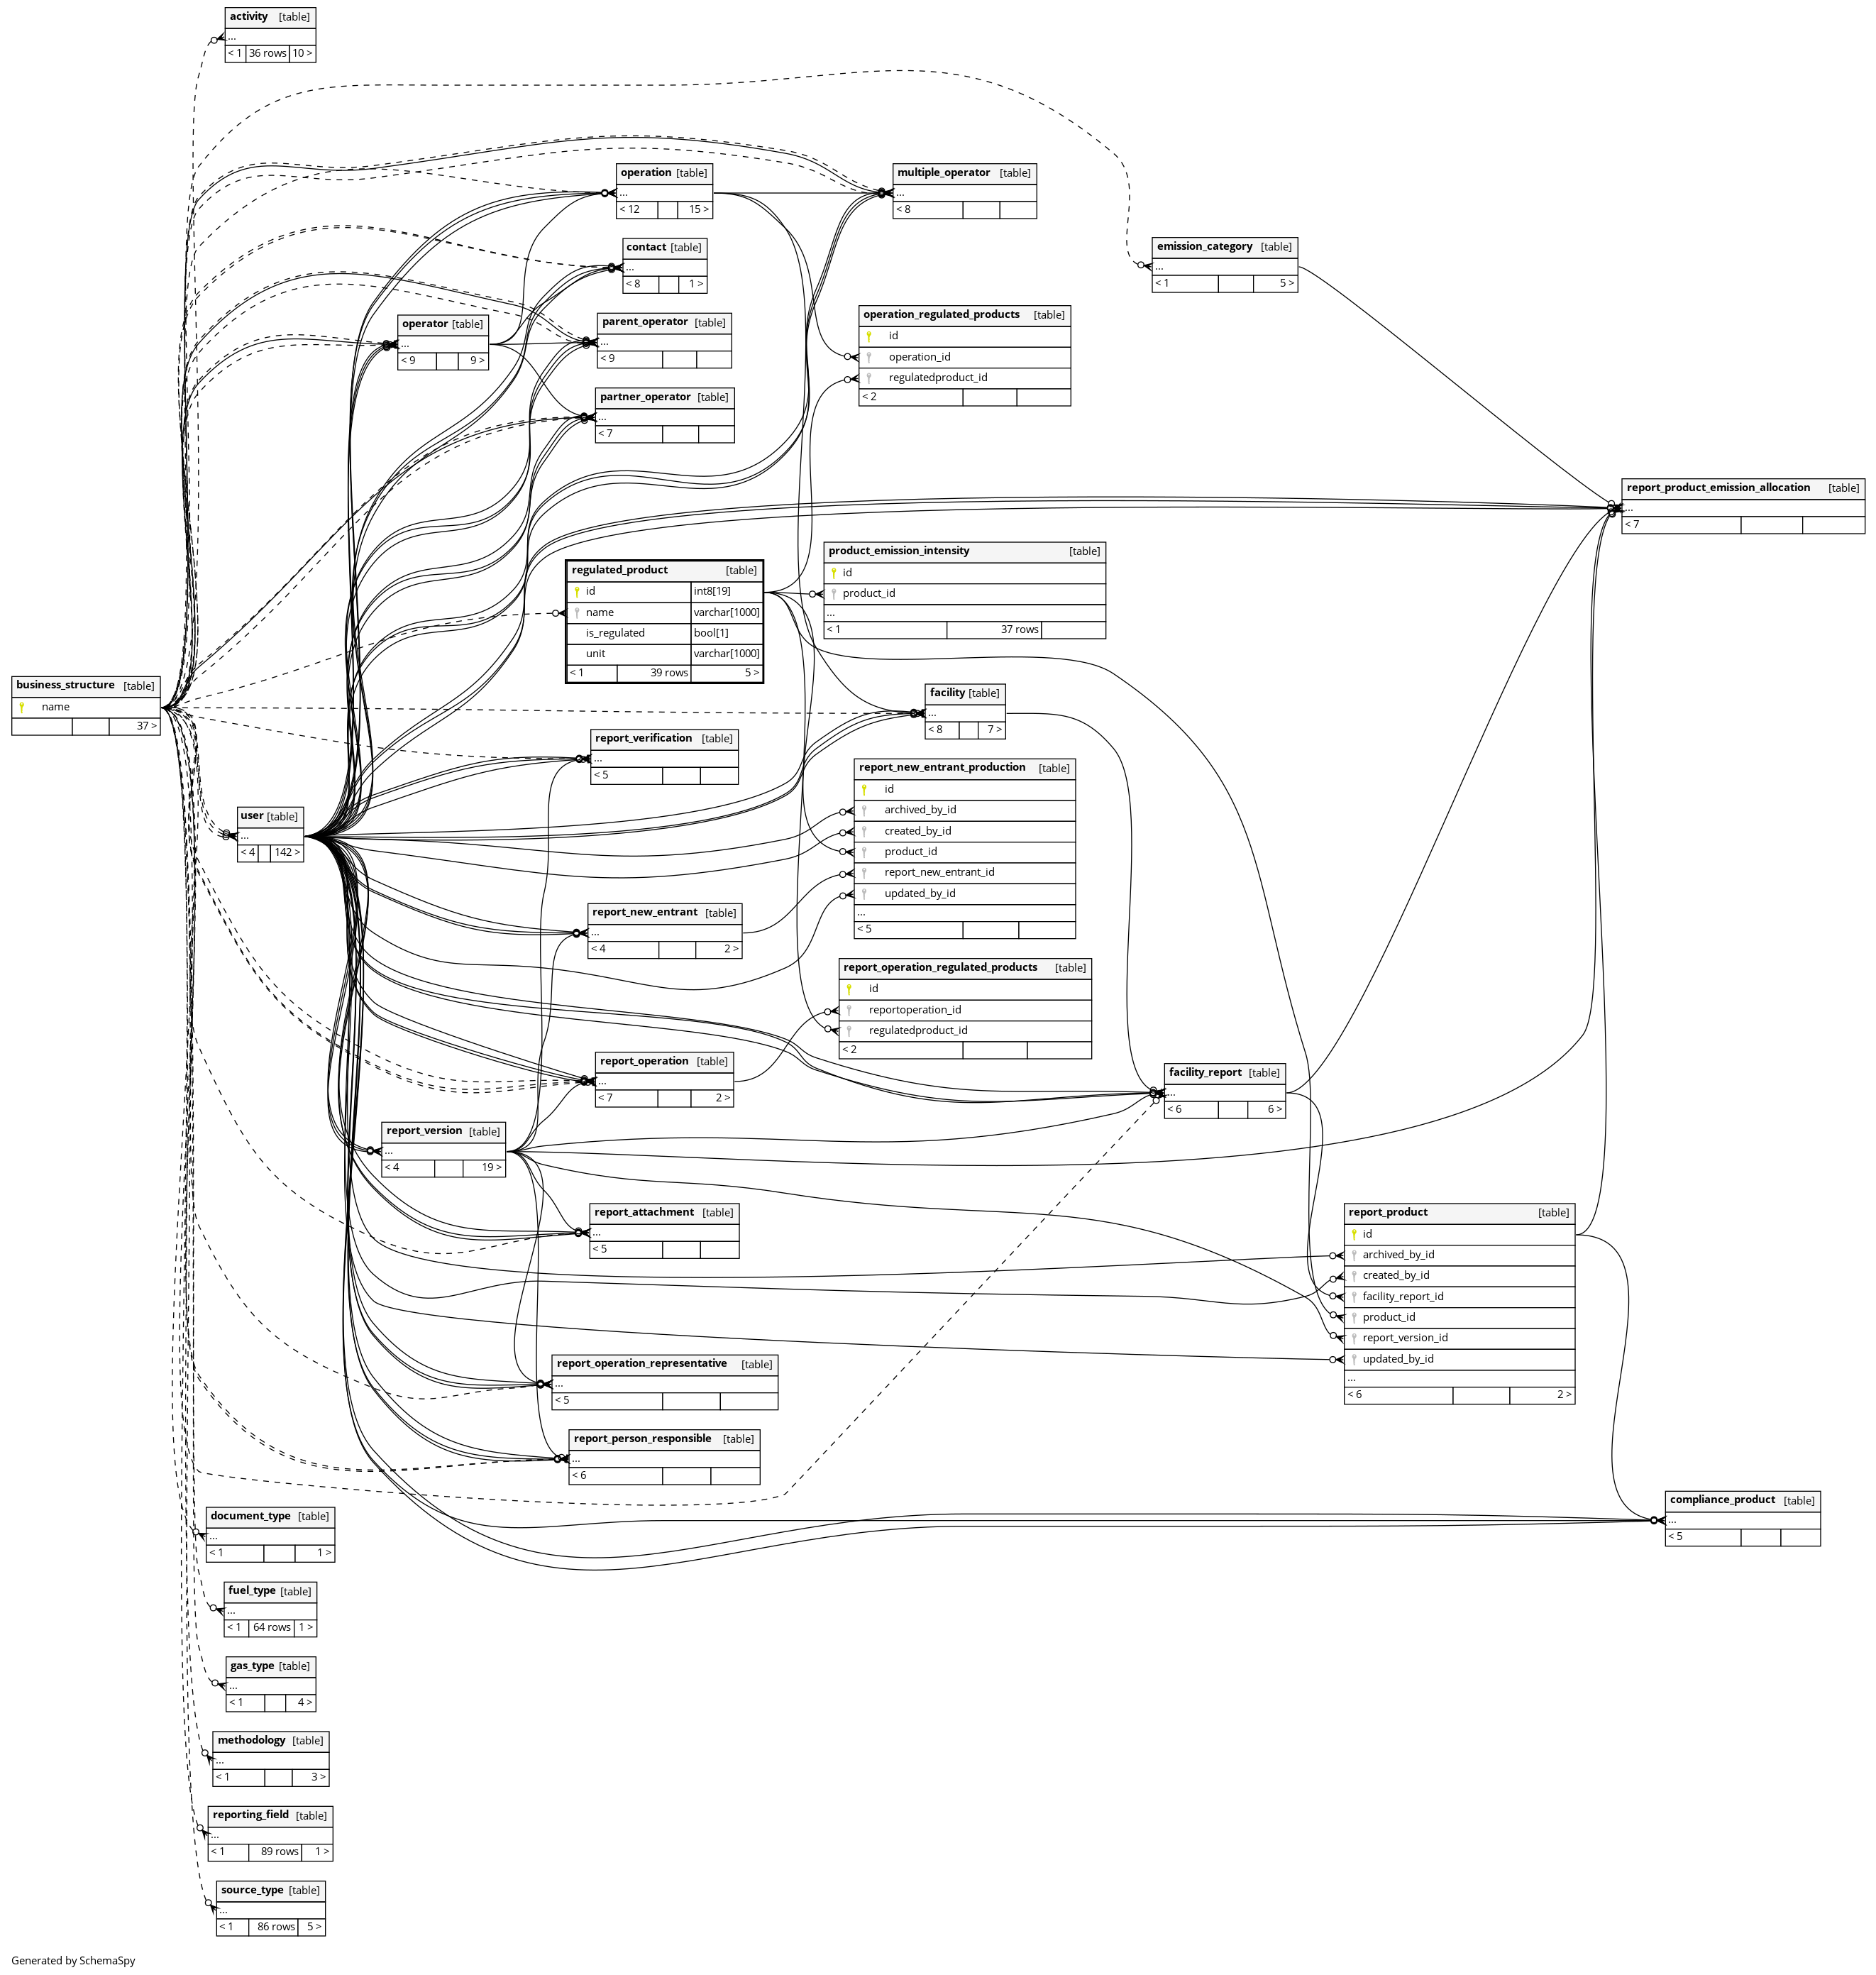 activity [table]
...
< 1 36 rows 10 >
operation [table]
...
< 12 15 >
multiple_operator [table]
...
< 8
contact [table]
...
< 8 1 >
emission_category [table]
...
< 1 5 >
operation_regulated_products [table]
id
operation_id
regulatedproduct_id
< 2
operator [table]
...
< 9 9 >
parent_operator [table]
...
< 9
partner_operator [table]
...
< 7
report_product_emission_allocation [table]
...
< 7
product_emission_intensity [table]
id
product_id
...
< 1 37 rows
regulated_product [table]
id int8[19]
name varchar[1000]
is_regulated bool[1]
unit varchar[1000]
< 1 39 rows 5 >
business_structure [table]
name
37 >
facility [table]
...
< 8 7 >
report_verification [table]
...
< 5
report_new_entrant_production [table]
id
archived_by_id
created_by_id
product_id
report_new_entrant_id
updated_by_id
...
< 5
user [table]
...
< 4 142 >
report_new_entrant [table]
...
< 4 2 >
report_operation_regulated_products [table]
id
reportoperation_id
regulatedproduct_id
< 2
report_operation [table]
...
< 7 2 >
facility_report [table]
...
< 6 6 >
report_version [table]
...
< 4 19 >
report_attachment [table]
...
< 5
report_product [table]
id
archived_by_id
created_by_id
facility_report_id
product_id
report_version_id
updated_by_id
...
< 6 2 >
report_operation_representative [table]
...
< 5
report_person_responsible [table]
...
< 6
compliance_product [table]
...
< 5
document_type [table]
...
< 1 1 >
fuel_type [table]
...
< 1 64 rows 1 >
gas_type [table]
...
< 1 4 >
methodology [table]
...
< 1 3 >
reporting_field [table]
...
< 1 89 rows 1 >
source_type [table]
...
< 1 86 rows 5 >
Generated by SchemaSpy